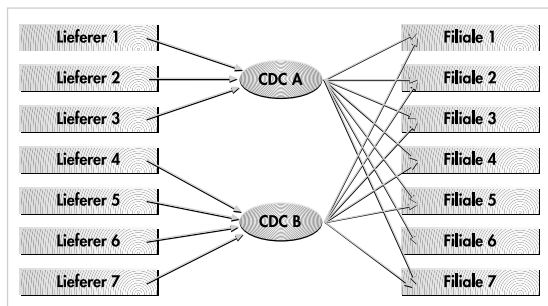 Lieferer 1
Lieferer 2
Lieferer 3
Lieferer 4
Lieferer 5
Lieferer 6
Lieferer 7
CDC A
CDC B
Filiale 1
Filiale 2
Filiale 3
Filiale 4
Filiale 5
Filiale 6
Filiale 7